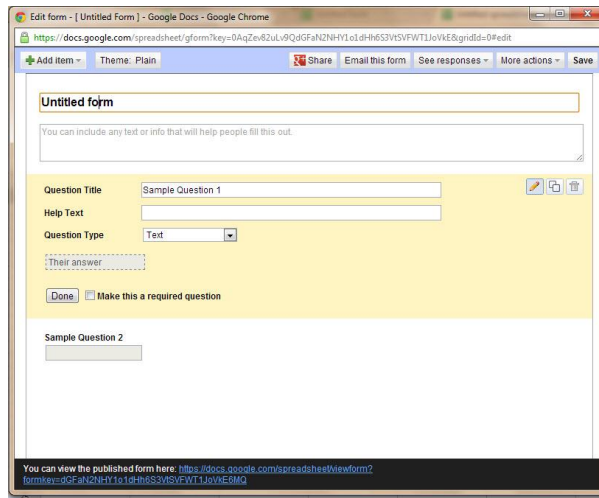 Edit form - [ Untitled Form ] - Google Docs - Google Chrome
https://docs.google.com/spreadsheet/gform?key=0AqZev82uLv9QdGFaN2NHY1o1dHh6S3VtSVFWT1JoVkE&gridId=0#edit
Add item Theme: Plain Share Email this form See responses More actions Save
Untitled form
You can include any text or info that will help people fill this out.
Question Title Sample Question 1
Help Text
Question Type Text
Their answer
Done Make this a required question
Sample Question 2
You can view the published form here: https://docs.google.com/spreadsheet/viewform?
formkey=dGFaN2NHY1o1dHh6S3VtSVFWT1JoVkE6MQ